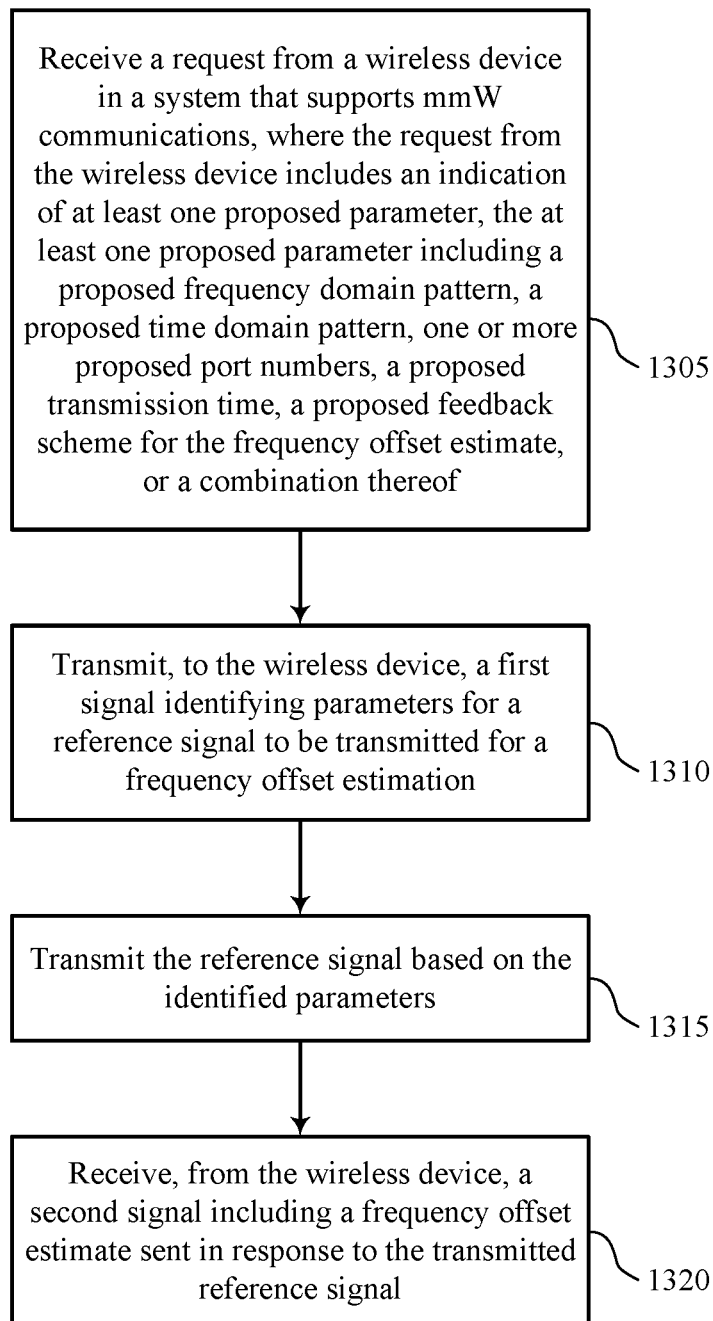 Receive a request from a wireless device
in a system that supports mmW
communications, where the request from
the wireless device includes an indication
of at least one proposed parameter, the at
least one proposed parameter including a
proposed frequency domain pattern, a
proposed time domain pattern, one or more
proposed port numbers, a proposed
transmission time, a proposed feedback
scheme for the frequency offset estimate,
or a combination thereof
1305
Transmit, to the wireless device, a first
signal identifying parameters for a
reference signal to be transmitted for a
frequency offset estimation
1310
Transmit the reference signal based on the
identified parameters
1315
Receive, from the wireless device, a
second signal including a frequency offset
estimate sent in response to the transmitted
reference signal
1320